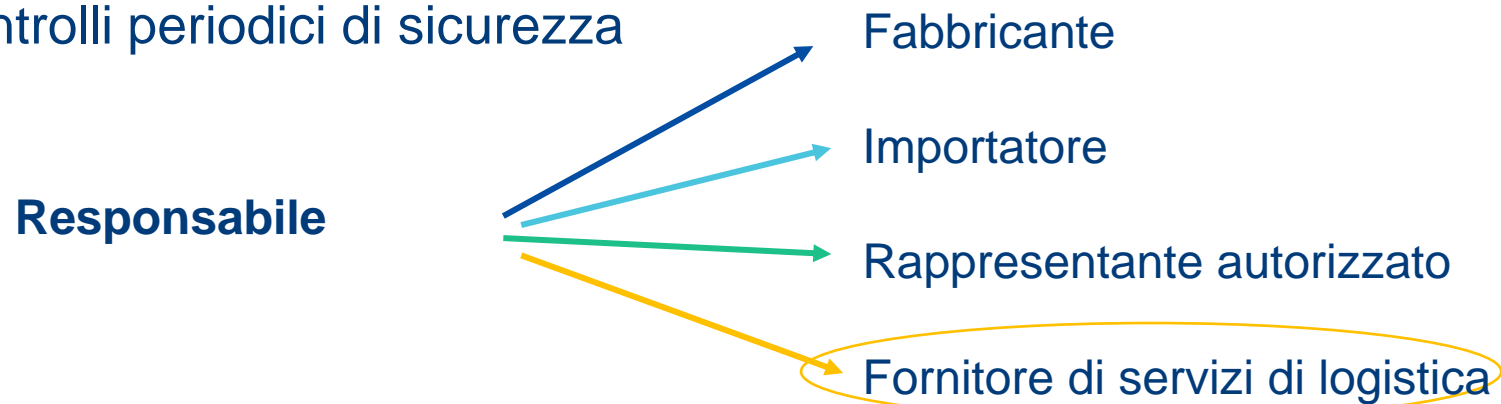 ntrolli periodici di sicurezza
Fabbricante
Importatore
Responsabile
Rappresentante autorizzato
Fornitore di servizi di logistica